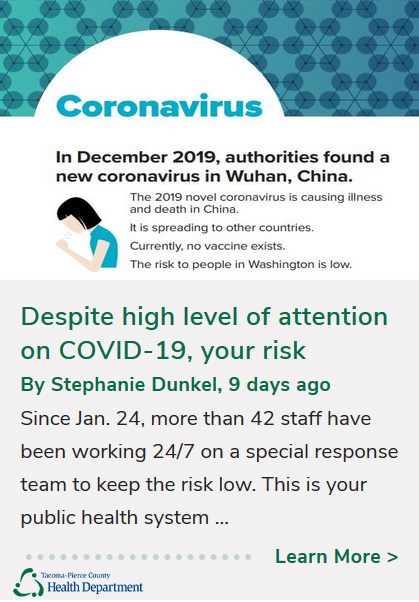 Coronavirus
In December 2019, authorities found a
new coronavirus in Wuhan, China.
The 2019 novel coronavirus is causing illness
and death in China.
It is spreading to other countries.
Currently, no vaccine exists.
The risk to people in Washington is low.
Despite high level of attention
on COVID-19, your risk
By Stephanie Dunkel, 9 days ago
Since Jan. 24, more than 42 staff have
been working 24/7 on a special response
team to keep the risk low. This is your
public health system ...
Learn More >
Tacoma-Pierce County
Health Department